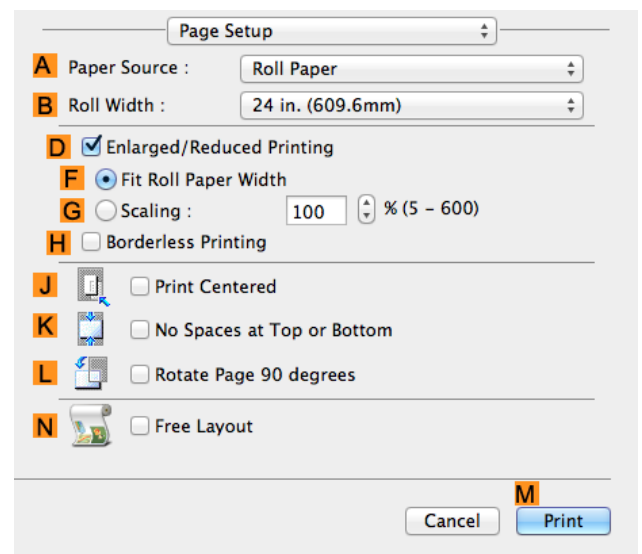 Page Setup
A Paper Source : Roll Paper
B Roll Width : 24 in. (609.6mm)
D Enlarged/Reduced Printing
F Fit Roll Paper Width
G Scaling : 100 % (5 – 600)
H Borderless Printing
J Print Centered
K No Spaces at Top or Bottom
L Rotate Page 90 degrees
N Free Layout
M
Cancel Print